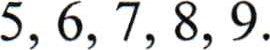 5, 6, 7, 8, 9.